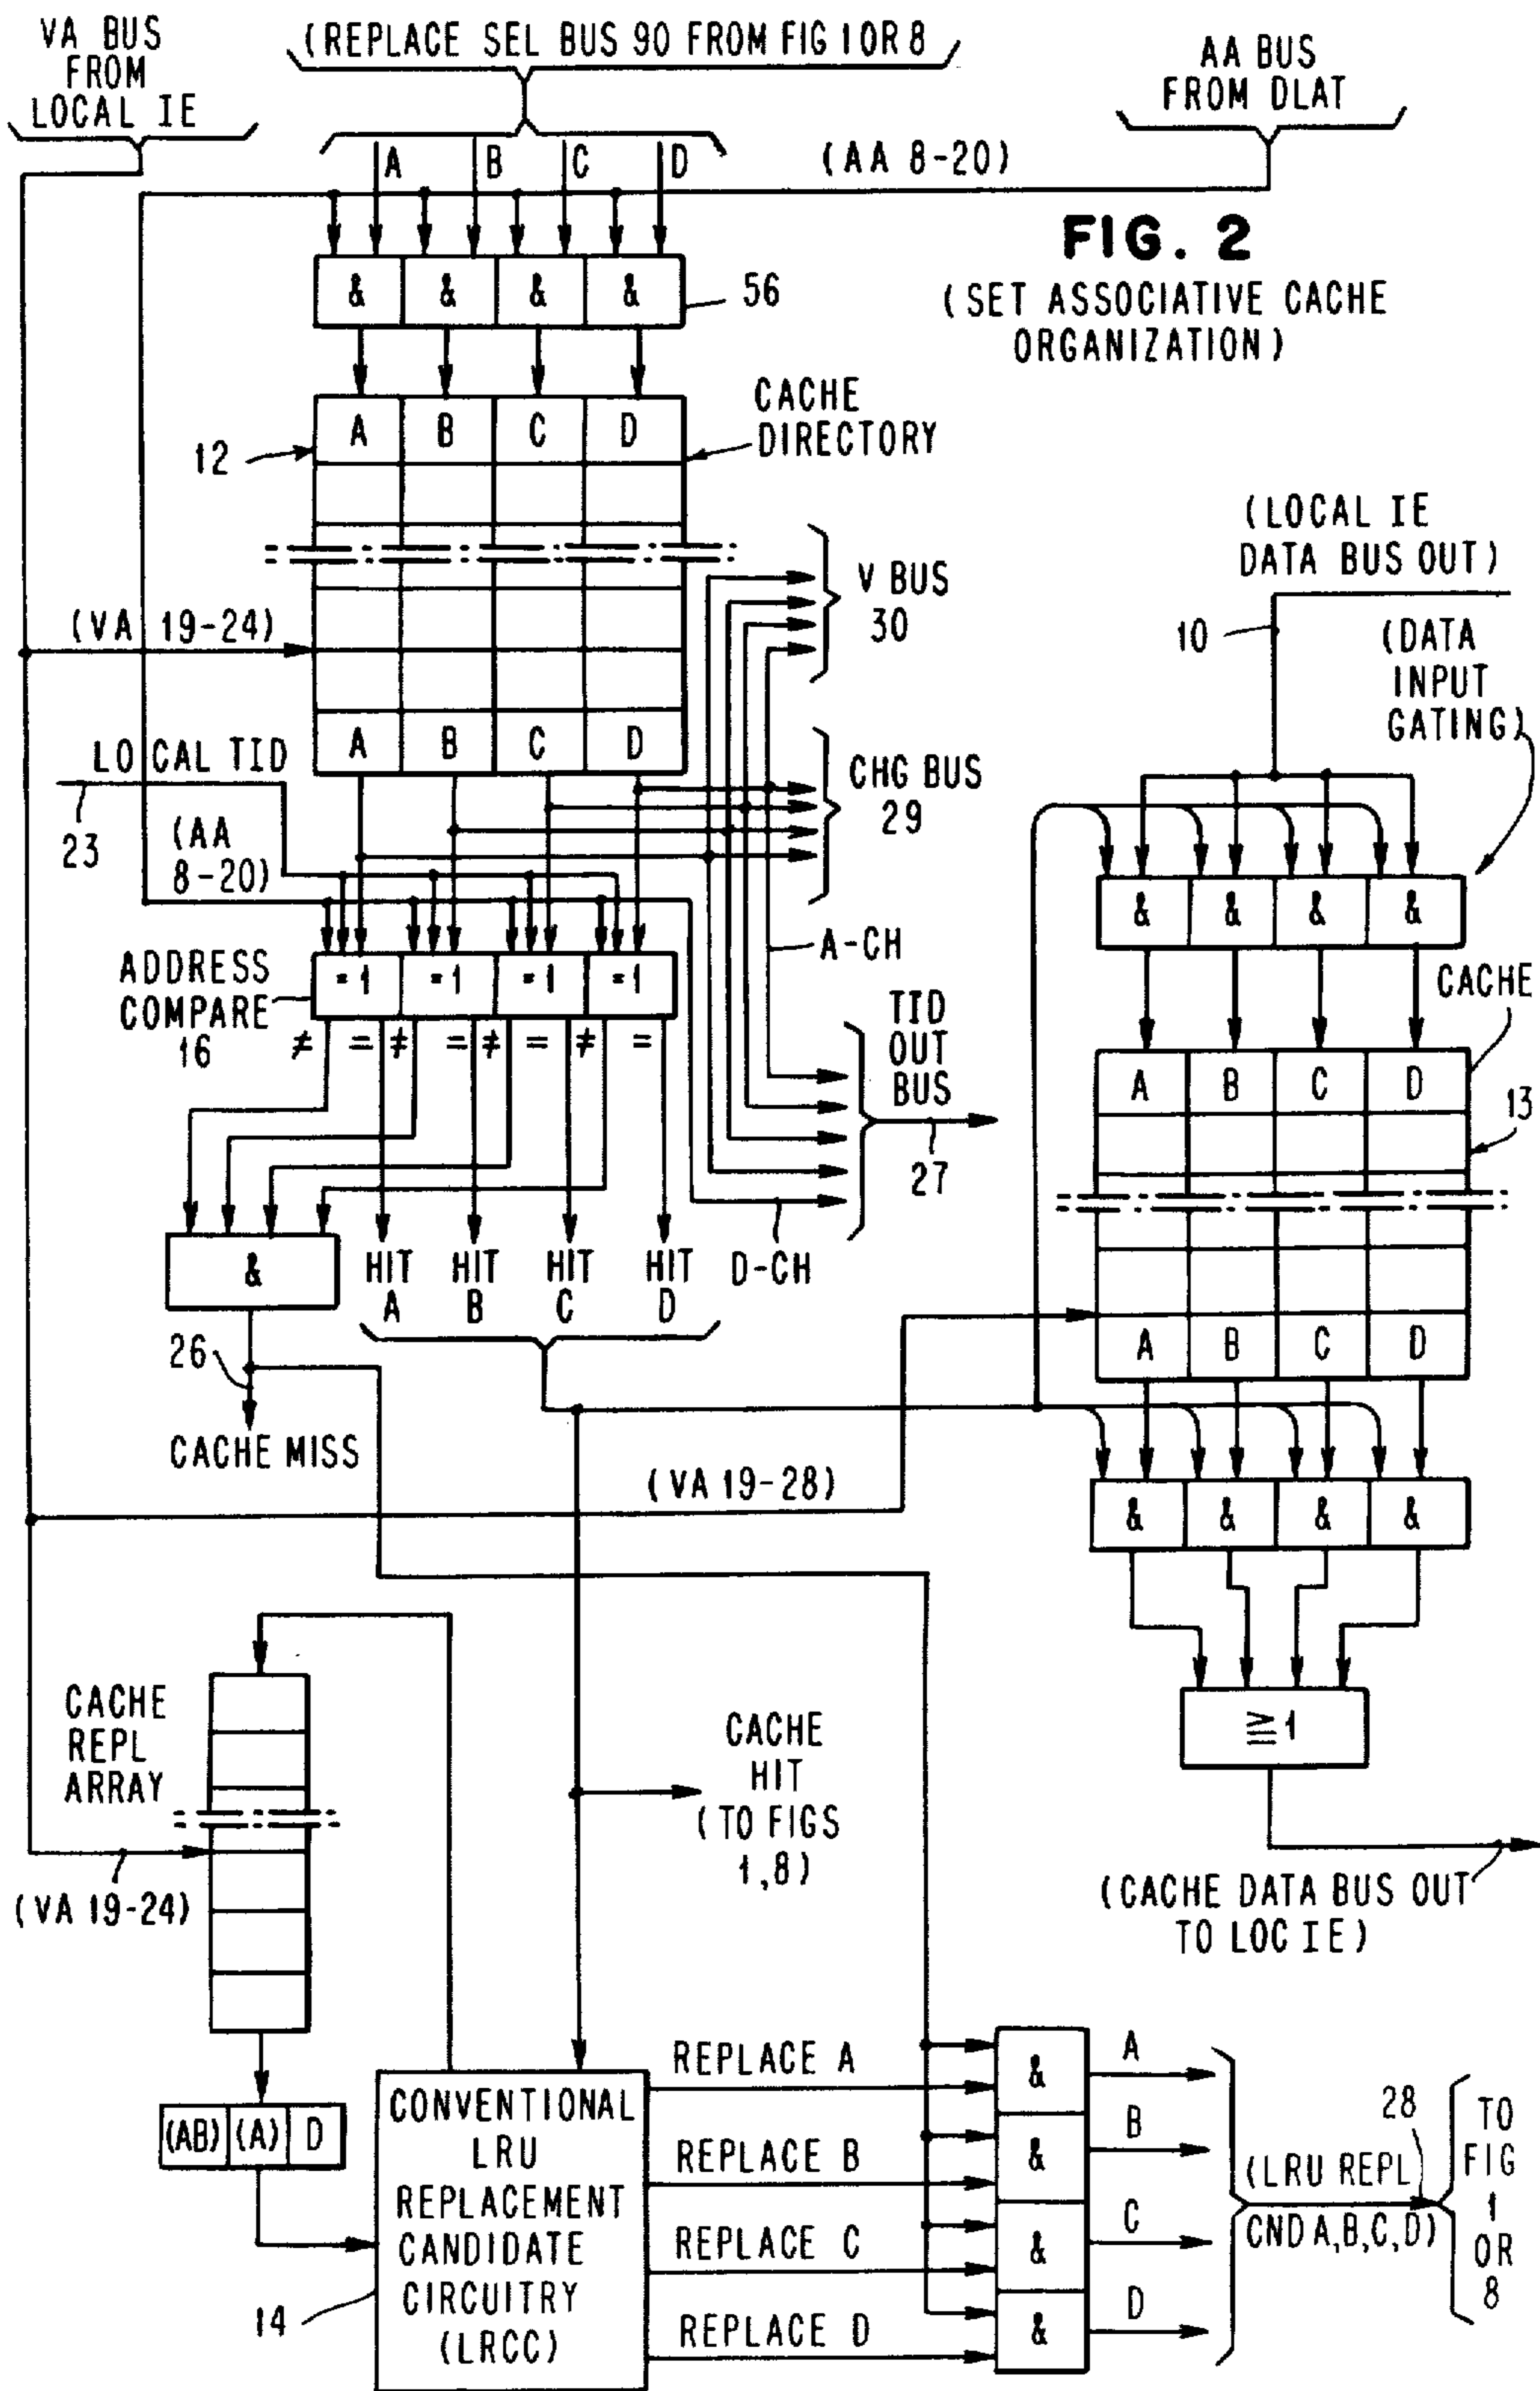 VA BUS
FROM
LOCAL IE
(REPLACE SEL BUS 90 FROM FIG 1 OR 8
AA BUS
FROM DLAT
A B C D
(AA 8-20)
FIG. 2
(SET ASSOCIATIVE CACHE
ORGANIZATION)
& & & &
56
CACHE
DIRECTORY
12
A B C D
(LOCAL IE
DATA BUS OUT)
V BUS
30
(VA 19-24)
10
(DATA
INPUT
GATING)
A B C D
LOCAL TID
23
CHG BUS
29
(AA
8-20)
& & & &
A-CH
ADDRESS
COMPARE
16
=1 =1 =1 =1
≠ = ≠ = ≠ = ≠ =
TID
OUT
BUS
27
CACHE
A B C D
13
&
HIT
A
HIT
B
HIT
C
HIT
D
D-CH
A B C D
26
CACHE MISS
(VA 19-28)
& & & &
≧1
CACHE
REPL
ARRAY
CACHE
HIT
(TO FIGS
1,8)
(VA 19-24)
(CACHE DATA BUS OUT
TO LOC IE)
(AB) (A) D
CONVENTIONAL
LRU
REPLACEMENT
CANDIDATE
CIRCUITRY
(LRCC)
14
REPLACE A
REPLACE B
REPLACE C
REPLACE D
&
&
&
&
A
B
C
D
(LRU REPL
CND A,B,C,D)
28
TO
FIG
1
OR
8